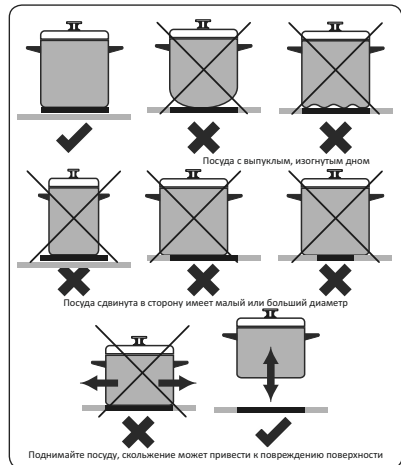 Посуда с выпуклым, изогнутым дном
Посуда сдвинута в сторону имеет малый или больший диаметр
Поднимайте посуду, скольжение может привести к повреждению поверхности